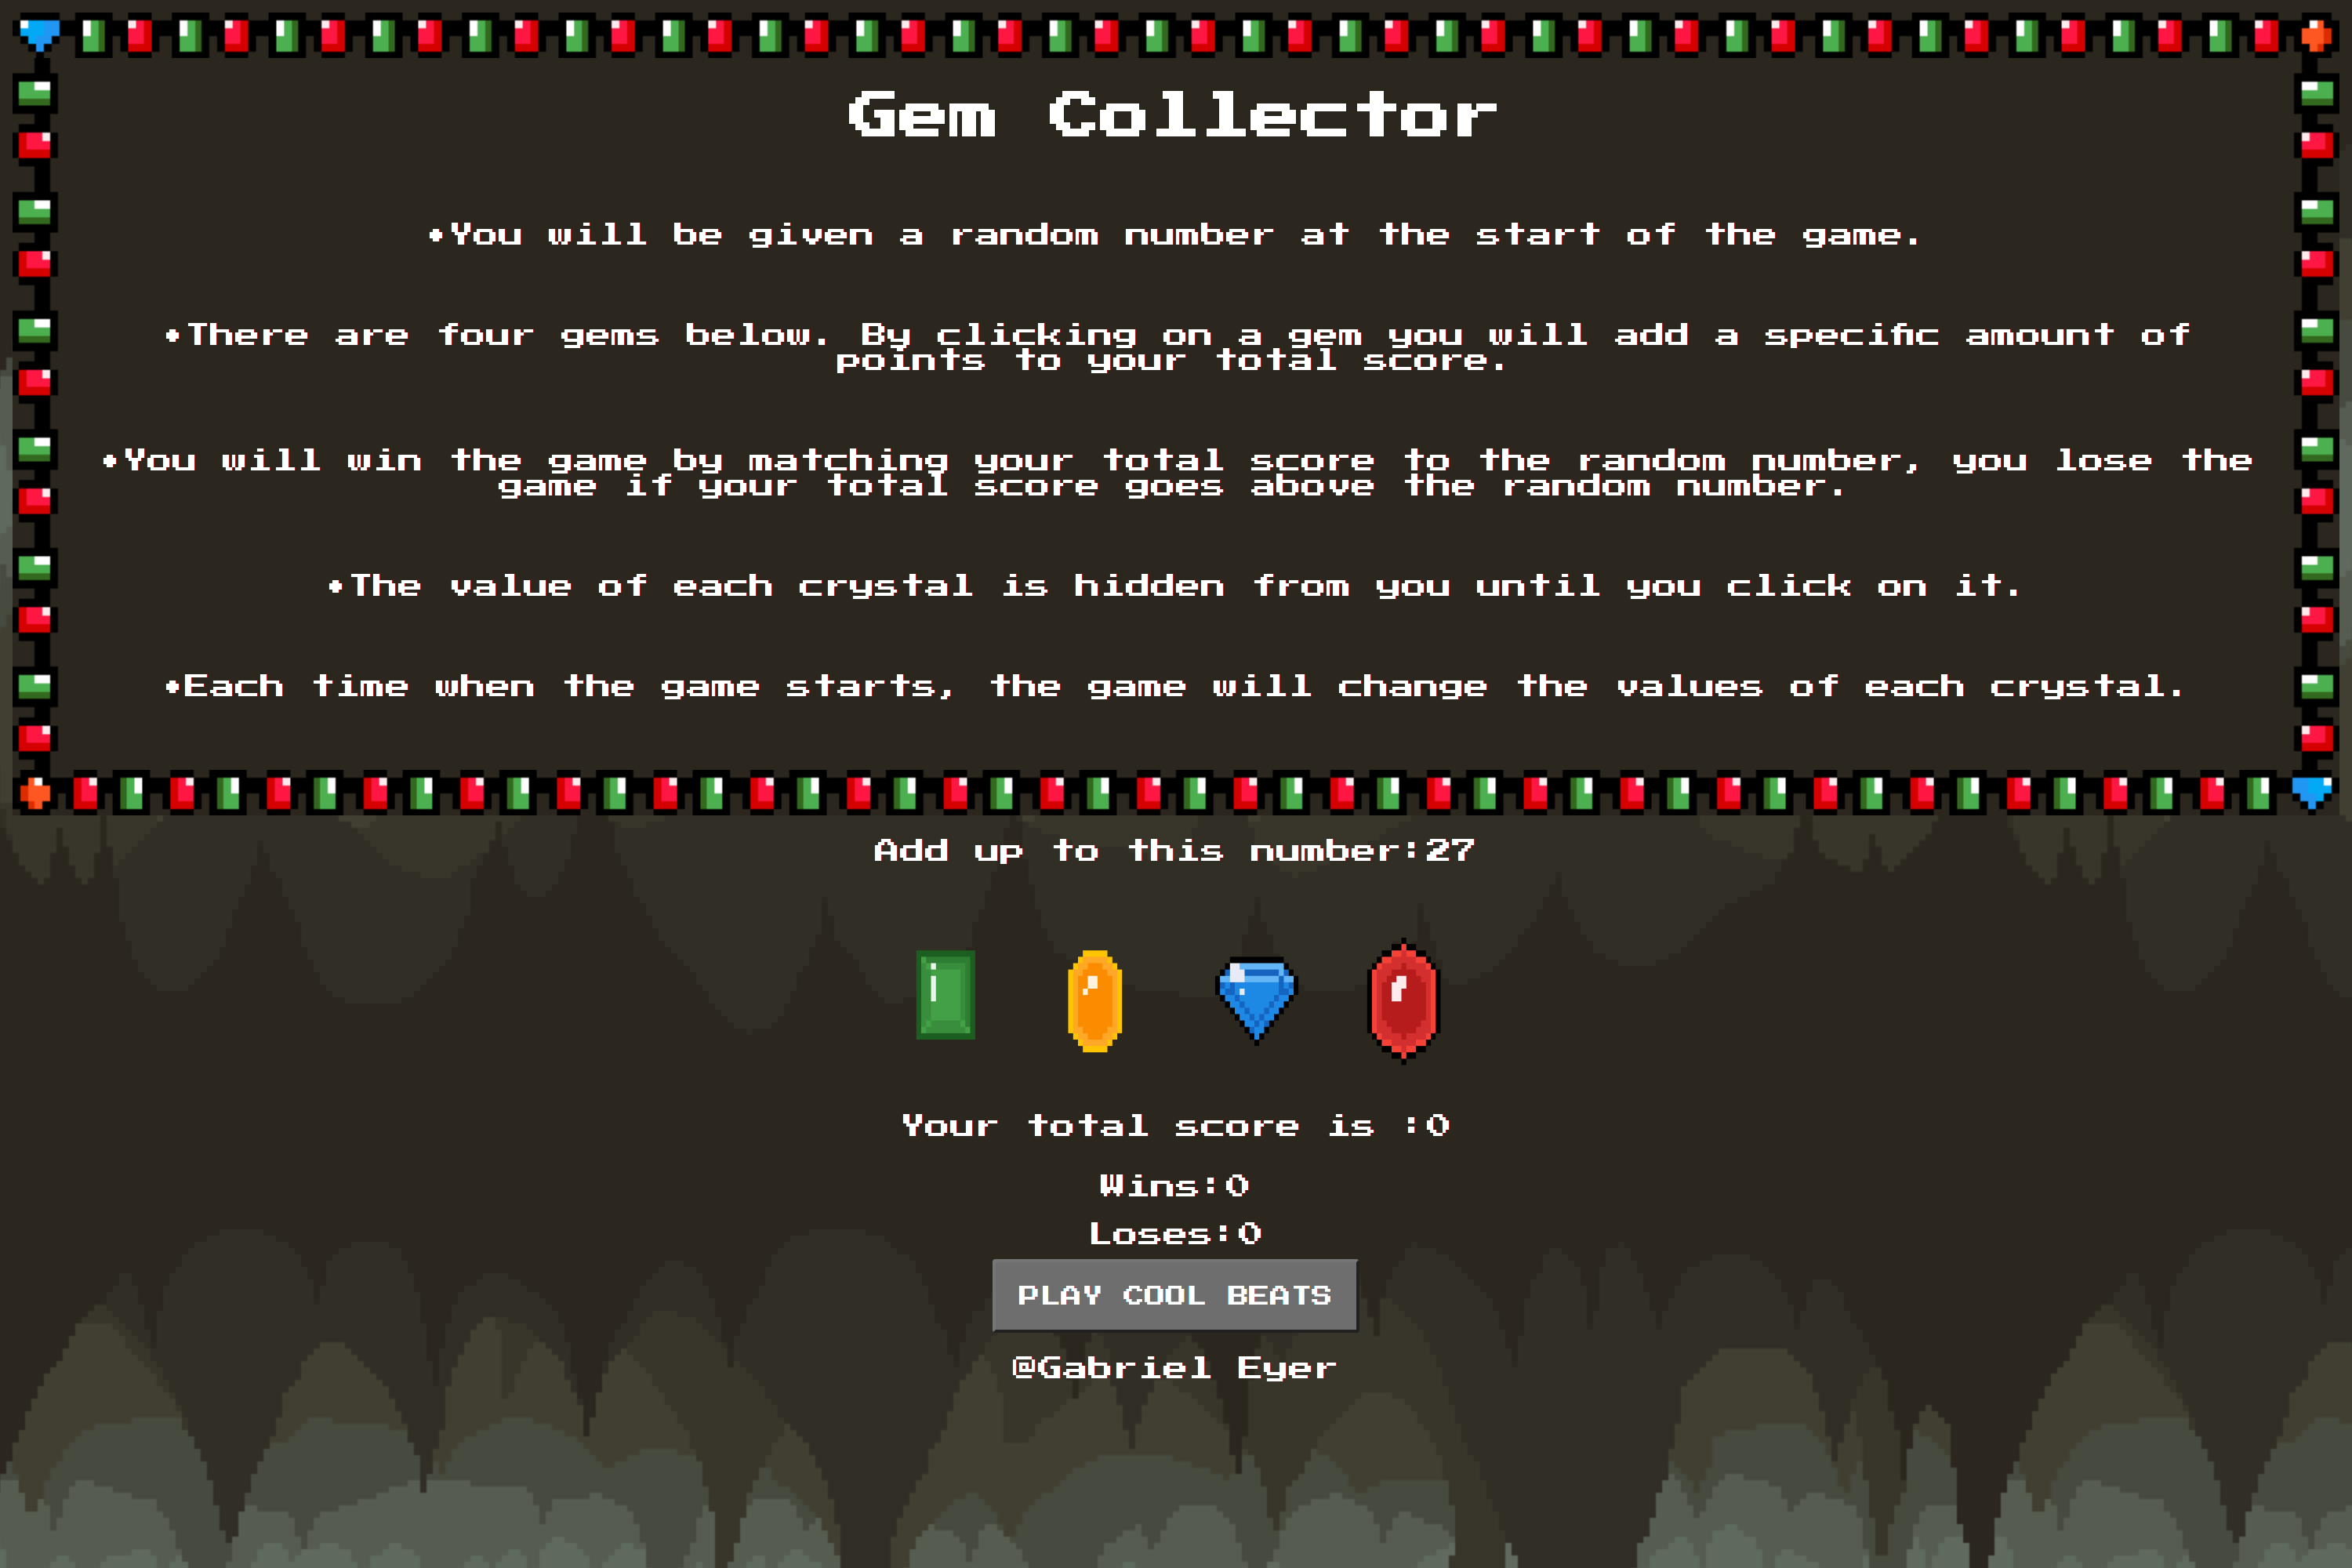 Gem Collector
•You will be given a random number at the start of the game.
•There are four gems below. By clicking on a gem you will add a specific amount of
points to your total score.
•You will win the game by matching your total score to the random number, you lose the
game if your total score goes above the random number.
•The value of each crystal is hidden from you until you click on it.
•Each time when the game starts, the game will change the values of each crystal.
Add up to this number:27
Your total score is :0
Wins:0
Loses:0
PLAY COOL BEATS
@Gabriel Eyer